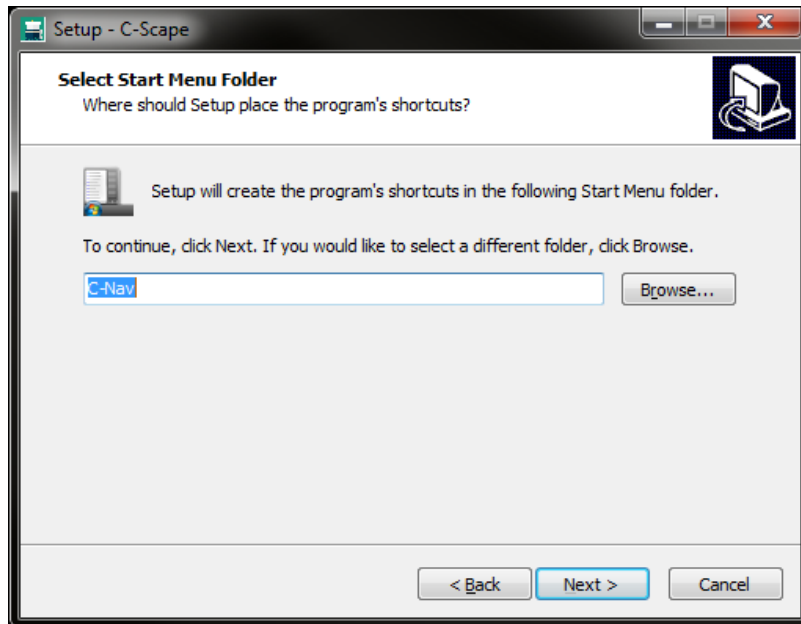 Setup - C-Scape
Select Start Menu Folder
Where should Setup place the program's shortcuts?
Setup will create the program's shortcuts in the following Start Menu folder.
To continue, click Next. If you would like to select a different folder, click Browse.
C-Nav
Browse...
< Back
Next >
Cancel